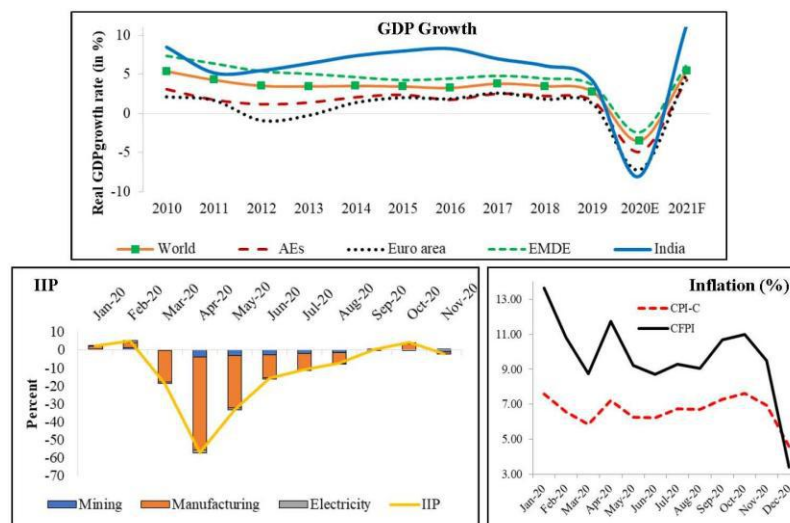 GDP Growth
Real GDPgrowth rate (in %)
10
5
0
-5
-10
2010 2011 2012 2013 2014 2015 2016 2017 2018 2019 2020E 2021F
World AEs Euro area EMDE India
IIP
Jan-20 Feb-20 Mar-20 Apr-20 May-20 Jun-20 Jul-20 Aug-20 Sep-20 Oct-20 Nov-20
Percent
10
0
-10
-20
-30
-40
-50
-60
-70
Mining Manufacturing Electricity IIP
Inflation (%)
CPI-C
CFPI
13.00
11.00
9.00
7.00
5.00
3.00
Jan-20 Feb-20 Mar-20 Apr-20 May-20 Jun-20 Jul-20 Aug-20 Sep-20 Oct-20 Nov-20 Dec-20